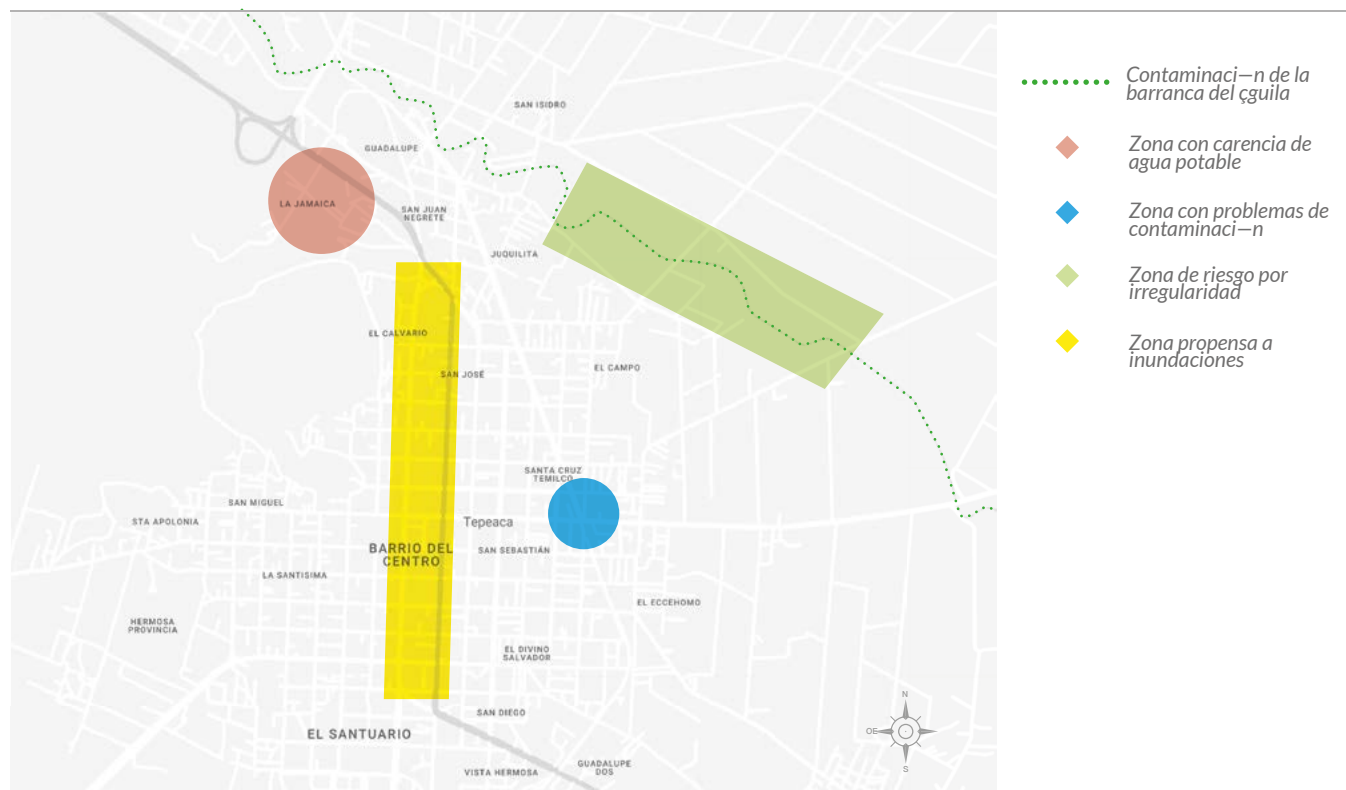 SAN ISIDRO
GUADALUPE
LA JAMAICA
SAN JUAN
NEGRETE
JUQUILITA
EL CALVARIO
SAN JOSÉ
EL CAMPO
SANTA CRUZ
TEMILCO
SAN MIGUEL
STA APOLONIA
Tepeaca
BARRIO DEL
CENTRO
SAN SEBASTIÁN
LA SANTISIMA
EL ECCEHOMO
HERMOSA
PROVINCIA
EL DIVINO
SALVADOR
SAN DIEGO
EL SANTUARIO
VISTA HERMOSA
GUADALUPE
DOS
N
OE
S
Contaminaci—n de la
barranca del çguila
Zona con carencia de
agua potable
Zona con problemas de
contaminaci—n
Zona de riesgo por
irregularidad
Zona propensa a
inundaciones